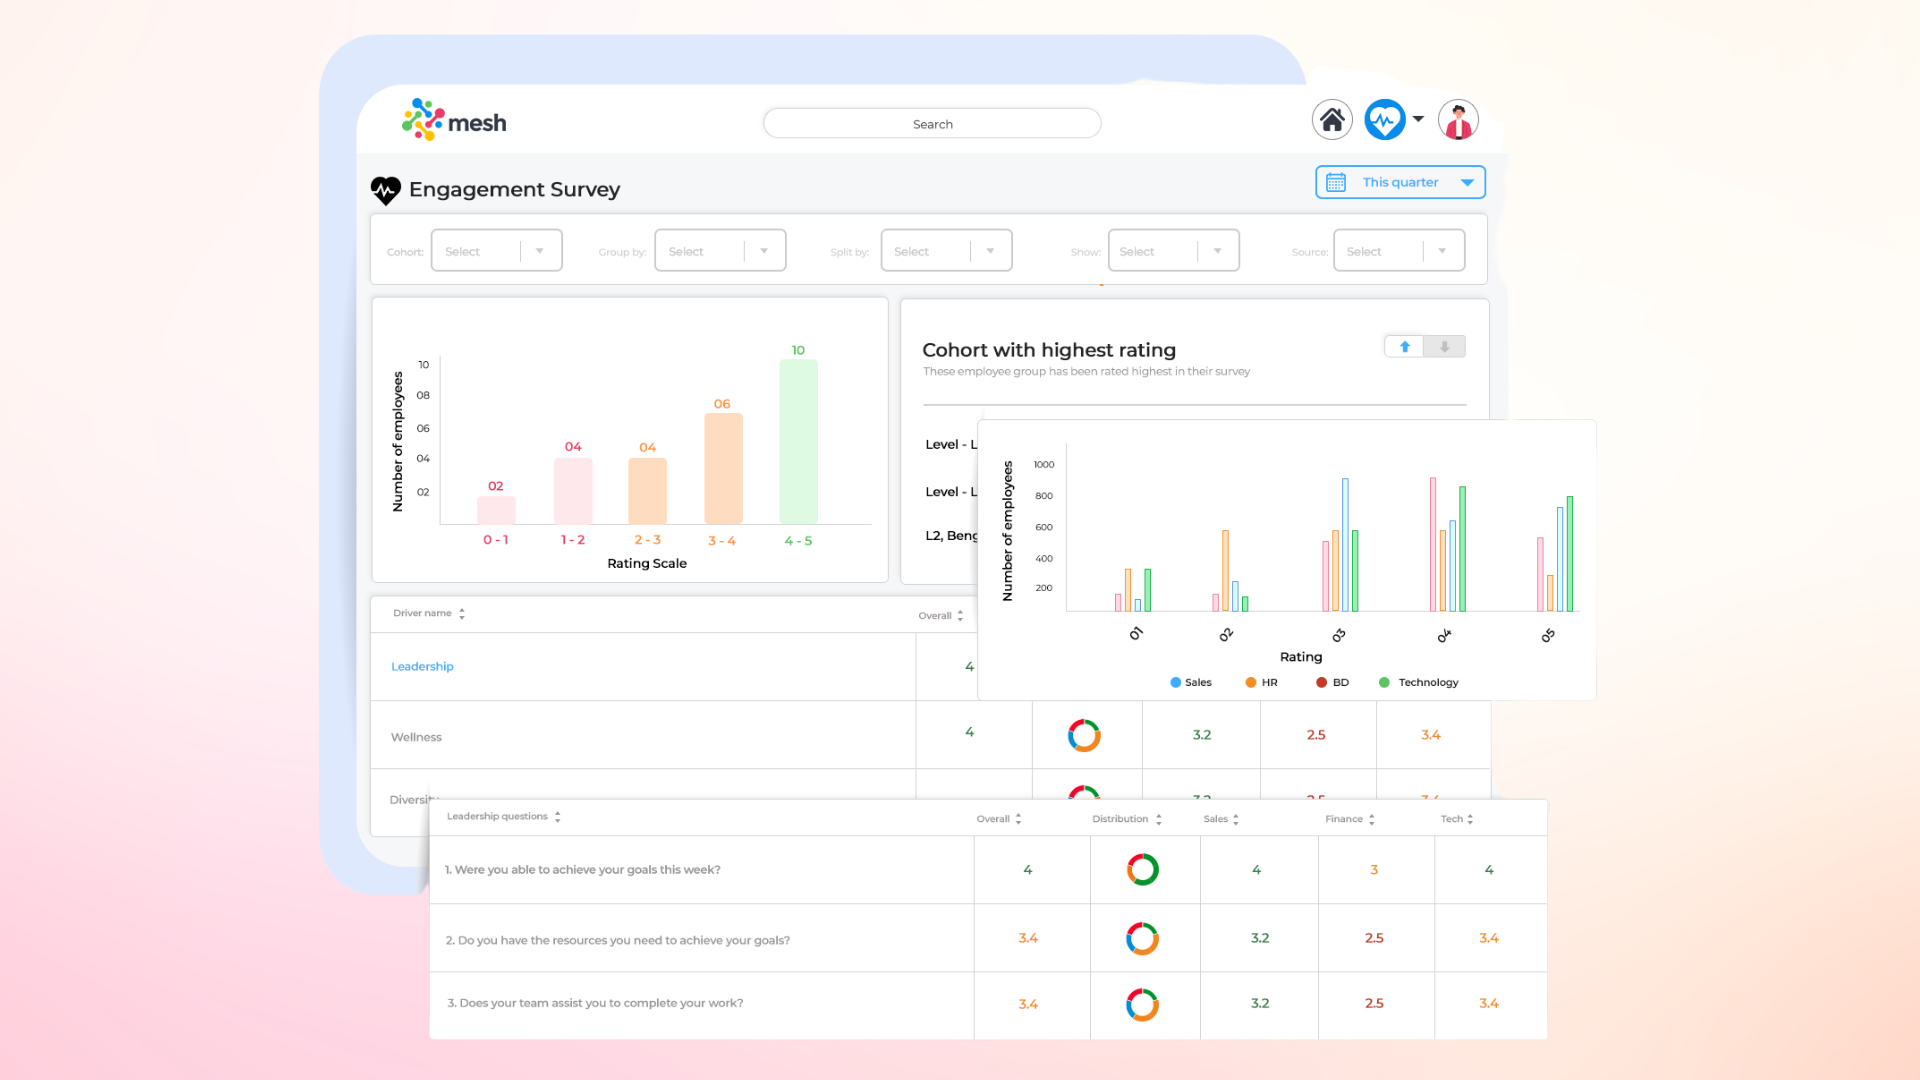 mesh
Search
Engagement Survey
This quarter
Cohort: Select
Group by: Select
Split by: Select
Show: Select
Source: Select
Number of employees
10
08
06
04
02
02
04
04
06
10
0 - 1
1 - 2
2 - 3
3 - 4
4 - 5
Rating Scale
Cohort with highest rating
These employee group has been rated highest in their survey
Level - L
Level - L
L2, Beng
Number of employees
1000
800
600
400
200
01
02
03
04
05
Rating
Sales HR BD Technology
Driver name Overall
Leadership 4
Wellness 4 3.2 2.5 3.4
Diversity 3.2 2.5 3.4
Leadership questions Overall Distribution Sales Finance Tech
1. Were you able to achieve your goals this week? 4 4 3 4
2. Do you have the resources you need to achieve your goals? 3.4 3.2 2.5 3.4
3. Does your team assist you to complete your work? 3.4 3.2 2.5 3.4